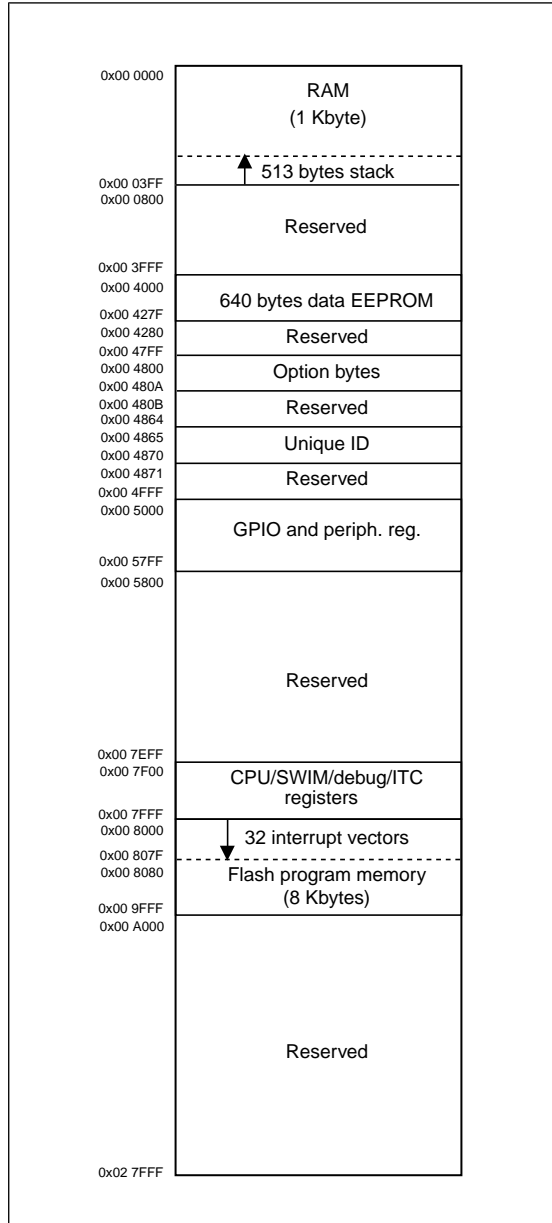 0x00 0000
RAM
(1 Kbyte)
513 bytes stack
0x00 03FF
0x00 0800
Reserved
0x00 3FFF
0x00 4000
640 bytes data EEPROM
0x00 427F
0x00 4280
Reserved
0x00 47FF
0x00 4800
Option bytes
0x00 480A
0x00 480B
Reserved
0x00 4864
0x00 4865
Unique ID
0x00 4870
0x00 4871
Reserved
0x00 4FFF
0x00 5000
GPIO and periph. reg.
0x00 57FF
0x00 5800
Reserved
0x00 7EFF
0x00 7F00
CPU/SWIM/debug/ITC
registers
0x00 7FFF
0x00 8000
32 interrupt vectors
0x00 807F
0x00 8080
Flash program memory
(8 Kbytes)
0x00 9FFF
0x00 A000
Reserved
0x02 7FFF